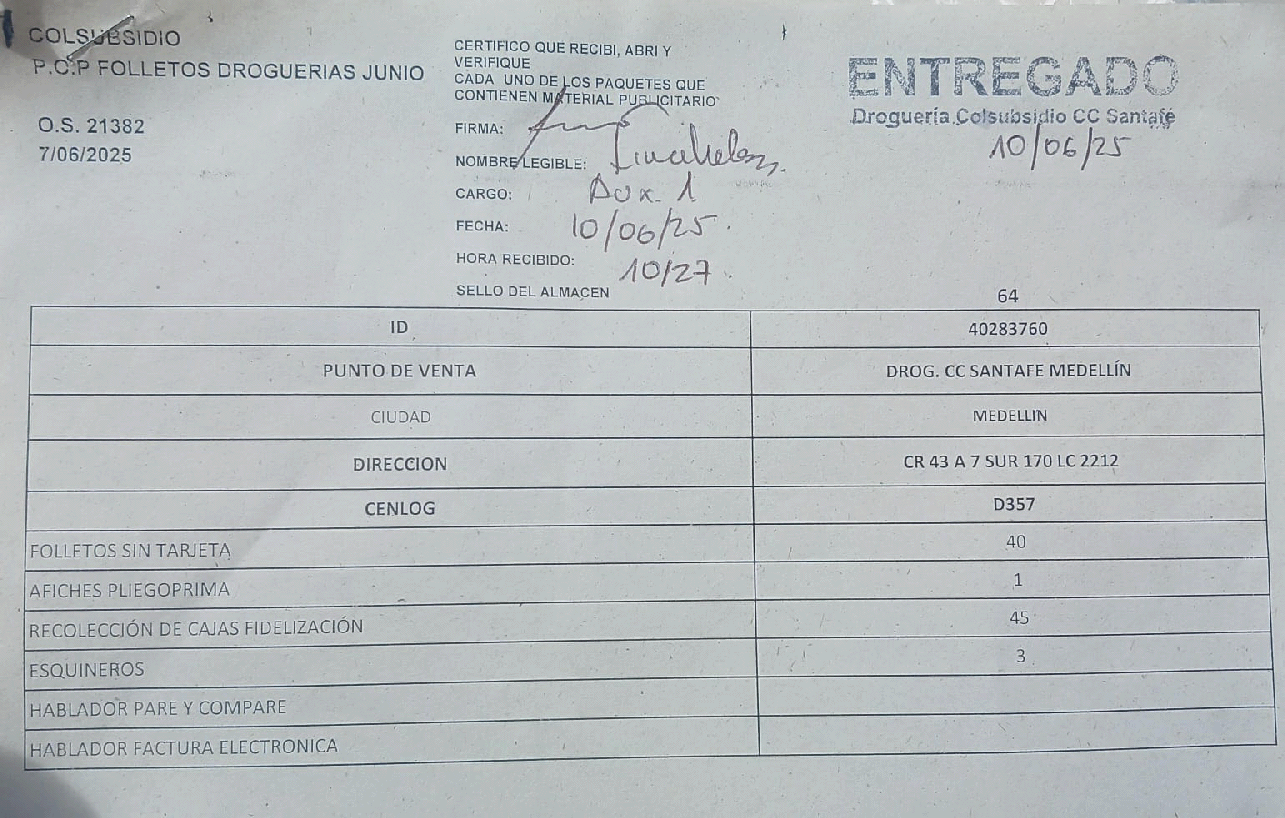 COLSUBSIDIO
P.O.P FOLLETOS DROGUERIAS JUNIO
O.S. 21382
7/06/2025
CERTIFICO QUE RECIBI, ABRI Y
VERIFIQUE
CADA UNO DE LOS PAQUETES QUE
CONTIENEN MATERIAL PUBLICITARIO
FIRMA:
NOMBRE LEGIBLE:
CARGO: Aux. 1
FECHA: 10/06/25.
HORA RECIBIDO: 10/27
SELLO DEL ALMACEN
ENTREGADO
Droguería Colsubsidio CC Santafé
10/06/25
64
ID 40283760
PUNTO DE VENTA DROG. CC SANTAFE MEDELLÍN
CIUDAD MEDELLIN
DIRECCION CR 43 A 7 SUR 170 LC 2212
CENLOG D357
FOLLETOS SIN TARJETA 40
AFICHES PLIEGOPRIMA 1
RECOLECCIÓN DE CAJAS FIDELIZACIÓN 45
ESQUINEROS 3
HABLADOR PARE Y COMPARE
HABLADOR FACTURA ELECTRONICA